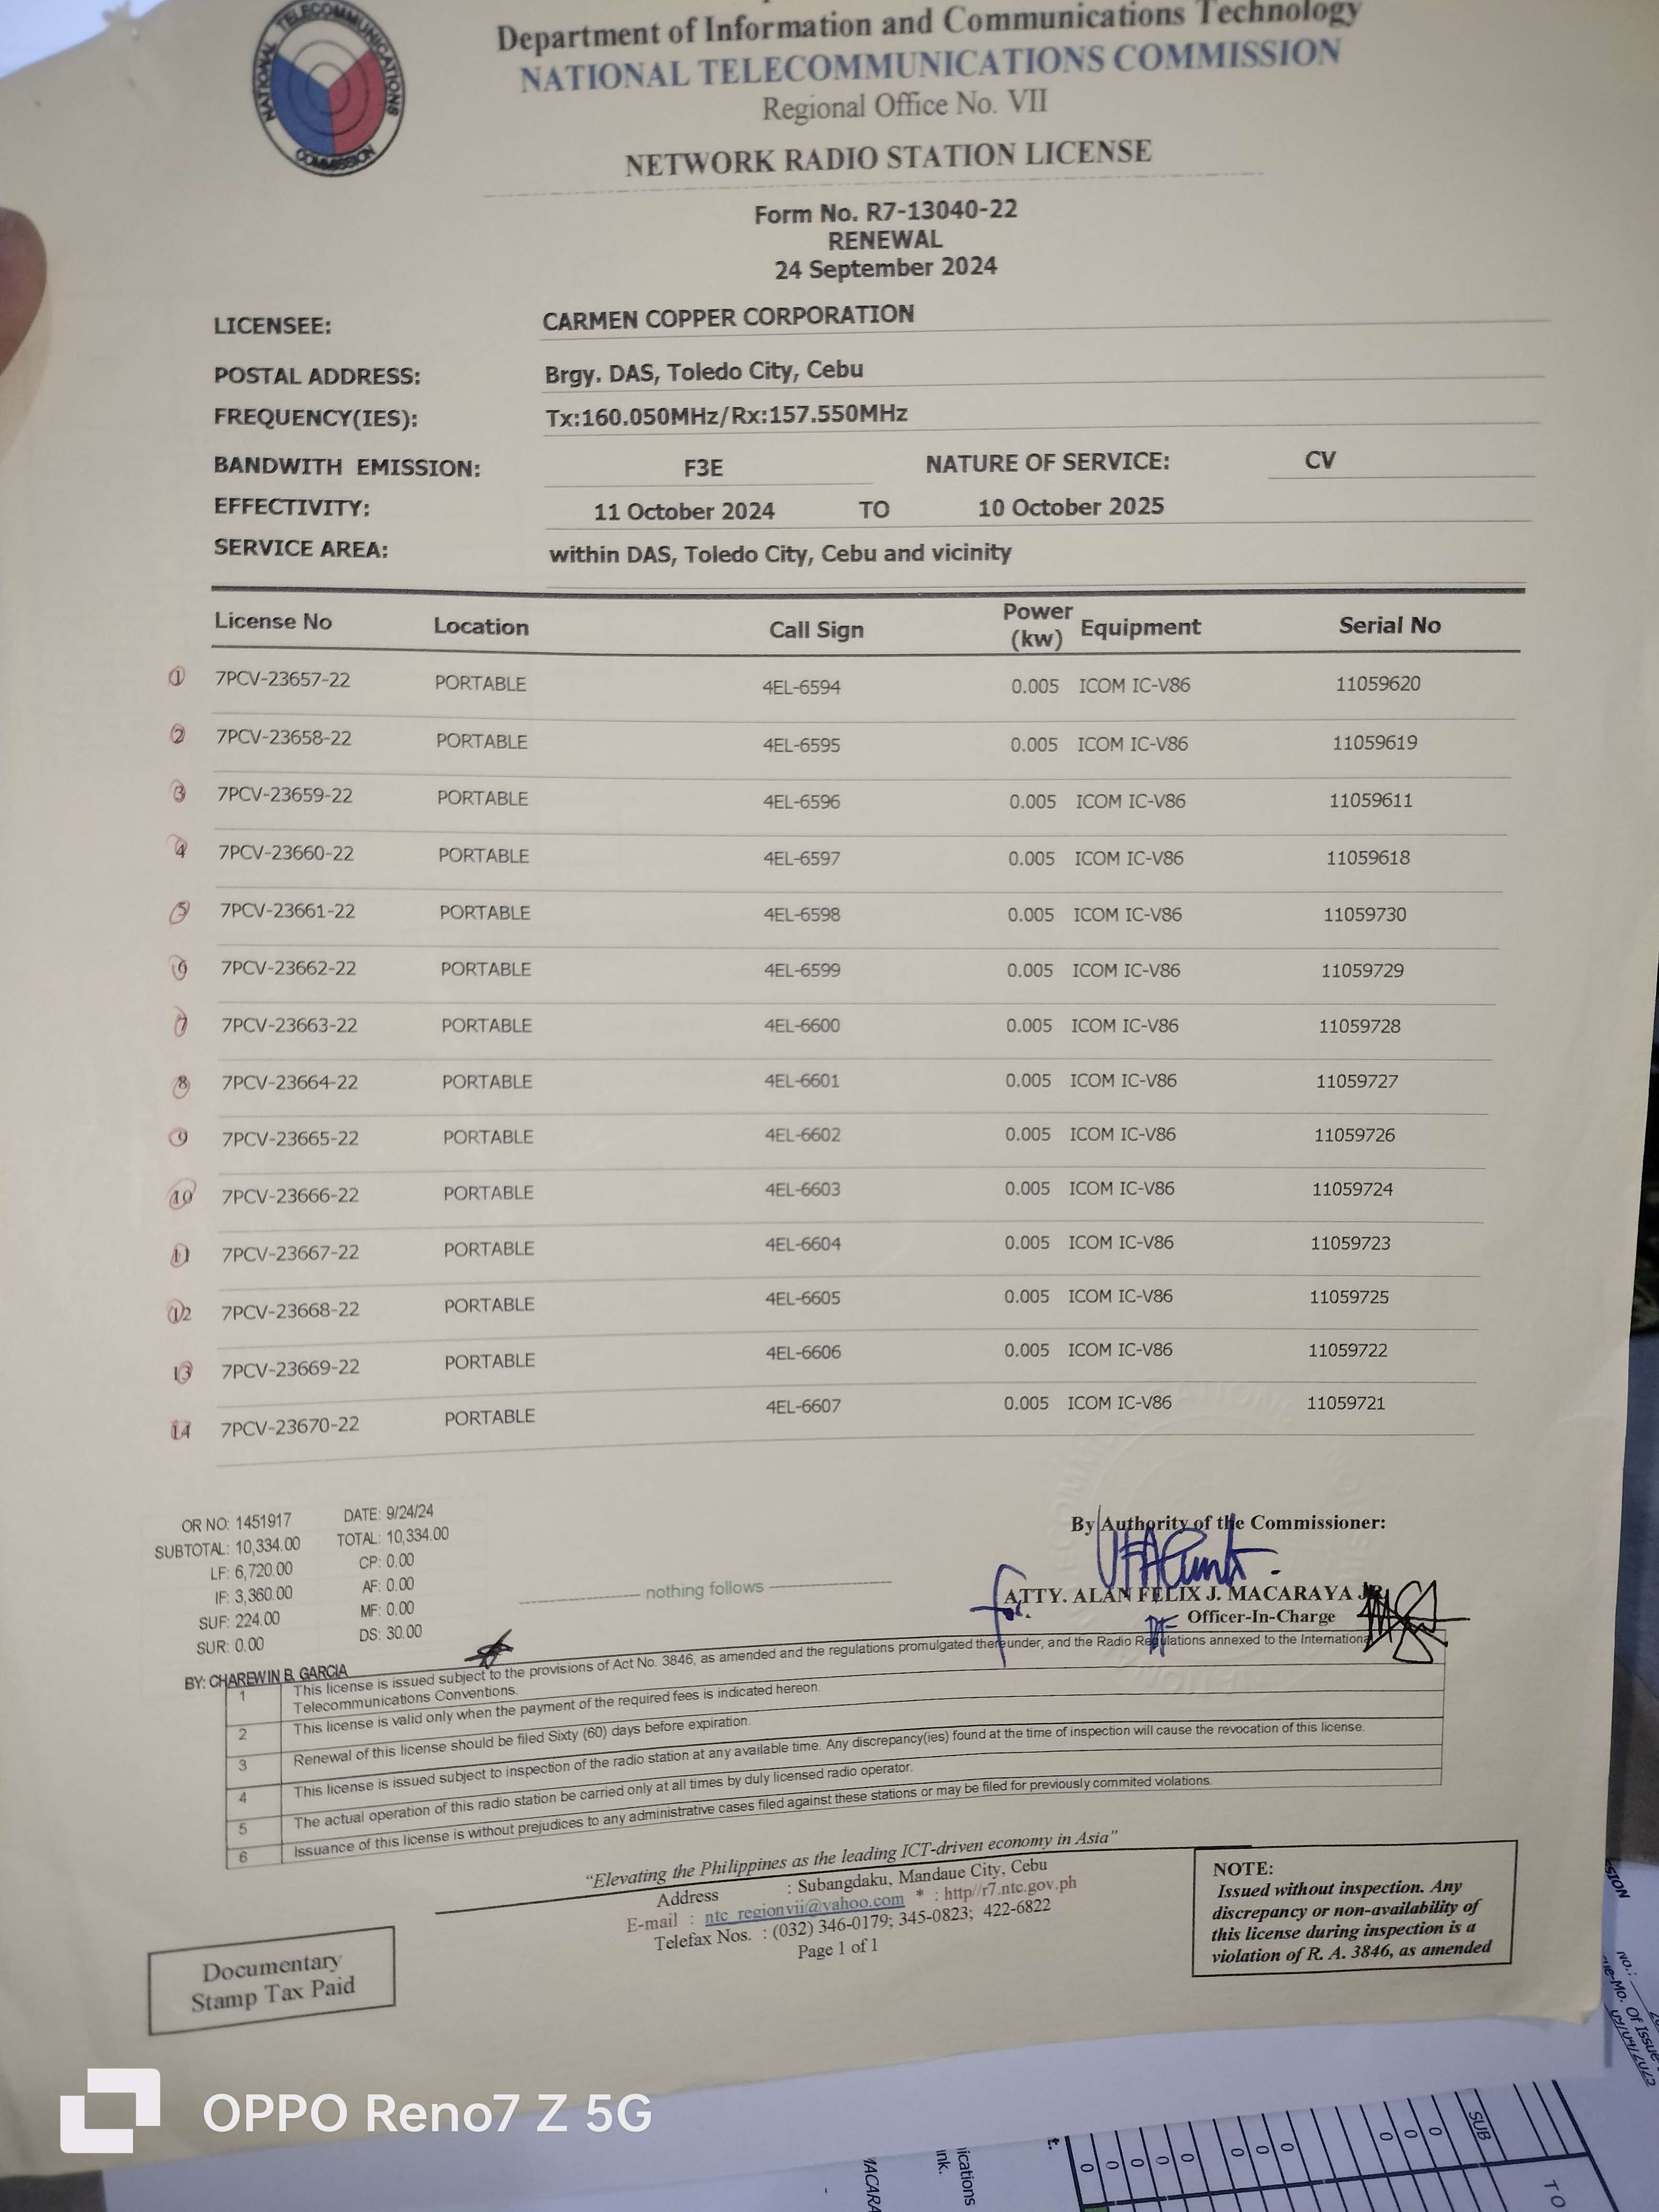 NATIONAL TELECOMMUNICATIONS COMMISSION
Department of Information and Communications Technology
NATIONAL TELECOMMUNICATIONS COMMISSION
Regional Office No. VII
NETWORK RADIO STATION LICENSE
Form No. R7-13040-22
RENEWAL
24 September 2024
LICENSEE: CARMEN COPPER CORPORATION
POSTAL ADDRESS: Brgy. DAS, Toledo City, Cebu
FREQUENCY(IES): Tx:160.050MHz/Rx:157.550MHz
BANDWITH EMISSION: F3E NATURE OF SERVICE: CV
EFFECTIVITY: 11 October 2024 TO 10 October 2025
SERVICE AREA: within DAS, Toledo City, Cebu and vicinity
License No Location Call Sign Power (kw) Equipment Serial No
1 7PCV-23657-22 PORTABLE 4EL-6594 0.005 ICOM IC-V86 11059620
2 7PCV-23658-22 PORTABLE 4EL-6595 0.005 ICOM IC-V86 11059619
3 7PCV-23659-22 PORTABLE 4EL-6596 0.005 ICOM IC-V86 11059611
4 7PCV-23660-22 PORTABLE 4EL-6597 0.005 ICOM IC-V86 11059618
5 7PCV-23661-22 PORTABLE 4EL-6598 0.005 ICOM IC-V86 11059730
6 7PCV-23662-22 PORTABLE 4EL-6599 0.005 ICOM IC-V86 11059729
7 7PCV-23663-22 PORTABLE 4EL-6600 0.005 ICOM IC-V86 11059728
8 7PCV-23664-22 PORTABLE 4EL-6601 0.005 ICOM IC-V86 11059727
9 7PCV-23665-22 PORTABLE 4EL-6602 0.005 ICOM IC-V86 11059726
10 7PCV-23666-22 PORTABLE 4EL-6603 0.005 ICOM IC-V86 11059724
11 7PCV-23667-22 PORTABLE 4EL-6604 0.005 ICOM IC-V86 11059723
12 7PCV-23668-22 PORTABLE 4EL-6605 0.005 ICOM IC-V86 11059725
13 7PCV-23669-22 PORTABLE 4EL-6606 0.005 ICOM IC-V86 11059722
14 7PCV-23670-22 PORTABLE 4EL-6607 0.005 ICOM IC-V86 11059721
OR NO: 1451917 DATE: 9/24/24
SUBTOTAL: 10,334.00 TOTAL: 10,334.00
LF: 6,720.00 CP: 0.00
IF: 3,360.00 AF: 0.00
SUF: 224.00 MF: 0.00
SUR: 0.00 DS: 30.00
BY: CHAREWIN B. GARCIA
nothing follows
By Authority of the Commissioner:
for ATTY. ALAN FELIX J. MACARAYA JR.
Officer-In-Charge
1 This license is issued subject to the provisions of Act No. 3846, as amended and the regulations promulgated thereunder, and the Radio Regulations annexed to the International
Telecommunications Conventions.
2 This license is valid only when the payment of the required fees is indicated hereon.
3 Renewal of this license should be filed Sixty (60) days before expiration.
4 This license is issued subject to inspection of the radio station at any available time. Any discrepancy(ies) found at the time of inspection will cause the revocation of this license.
5 The actual operation of this radio station be carried only at all times by duly licensed radio operator.
6 Issuance of this license is without prejudices to any administrative cases filed against these stations or may be filed for previously commited violations.
"Elevating the Philippines as the leading ICT-driven economy in Asia"
Address : Subangdaku, Mandaue City, Cebu
E-mail : ntc_regionvii@yahoo.com * : http//r7.ntc.gov.ph
Telefax Nos. : (032) 346-0179; 345-0823; 422-6822
Page 1 of 1
NOTE:
Issued without inspection. Any
discrepancy or non-availability of
this license during inspection is a
violation of R. A. 3846, as amended
Documentary
Stamp Tax Paid
OPPO Reno7 Z 5G
SUB